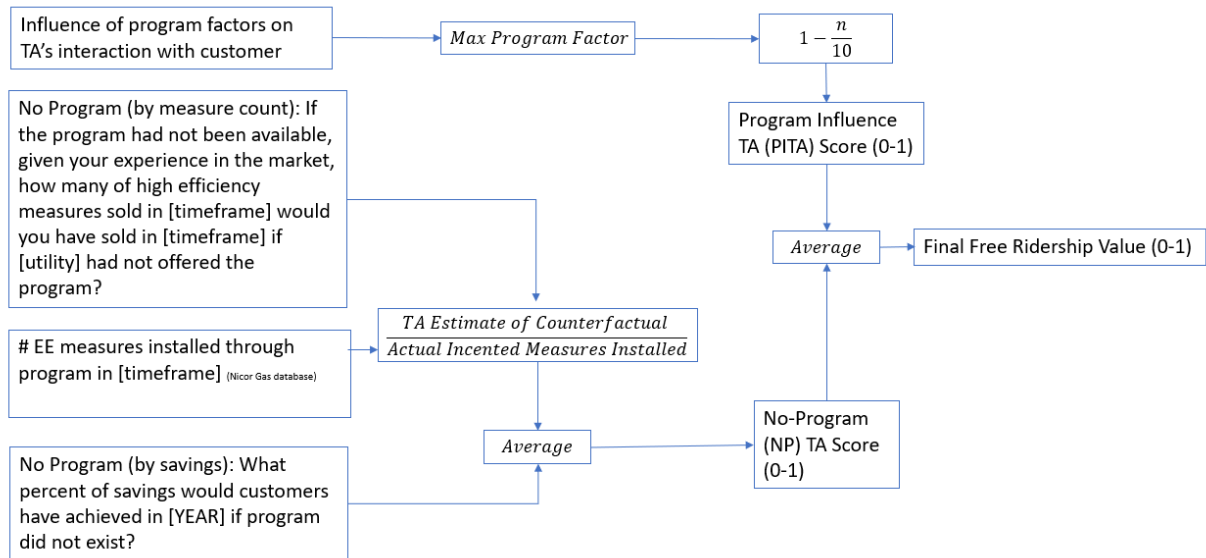 Influence of program factors on
TA's interaction with customer
Max Program Factor
1 − n/10
No Program (by measure count): If
the program had not been available,
given your experience in the market,
how many of high efficiency
measures sold in [timeframe] would
you have sold in [timeframe] if
[utility] had not offered the
program?
Program Influence
TA (PITA) Score (0-1)
Average
Final Free Ridership Value (0-1)
# EE measures installed through
program in [timeframe] (Nicor Gas database)
TA Estimate of Counterfactual
Actual Incented Measures Installed
Average
No-Program
(NP) TA Score
(0-1)
No Program (by savings): What
percent of savings would customers
have achieved in [YEAR] if program
did not exist?